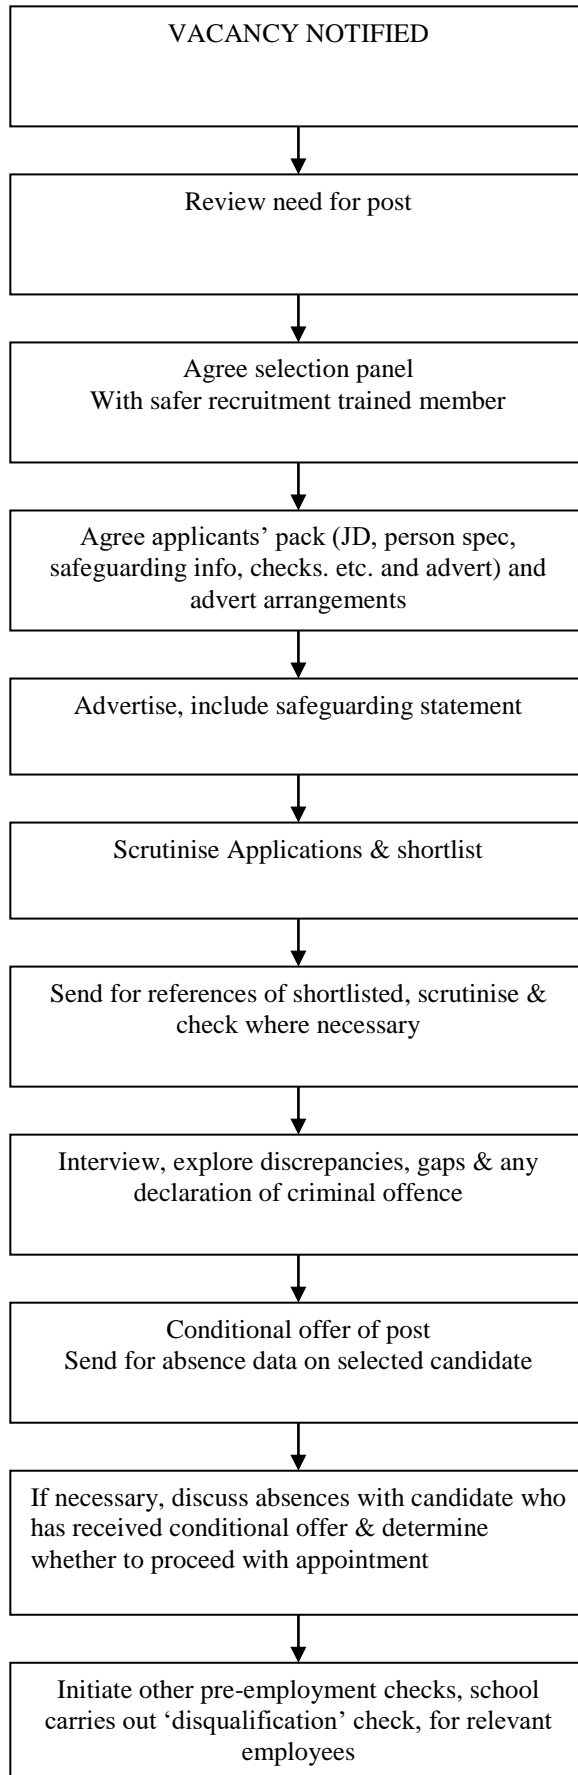 VACANCY NOTIFIED
Review need for post
Agree selection panel
With safer recruitment trained member
Agree applicants’ pack (JD, person spec,
safeguarding info, checks. etc. and advert) and
advert arrangements
Advertise, include safeguarding statement
Scrutinise Applications & shortlist
Send for references of shortlisted, scrutinise &
check where necessary
Interview, explore discrepancies, gaps & any
declaration of criminal offence
Conditional offer of post
Send for absence data on selected candidate
If necessary, discuss absences with candidate who
has received conditional offer & determine
whether to proceed with appointment
Initiate other pre-employment checks, school
carries out ‘disqualification’ check, for relevant
employees